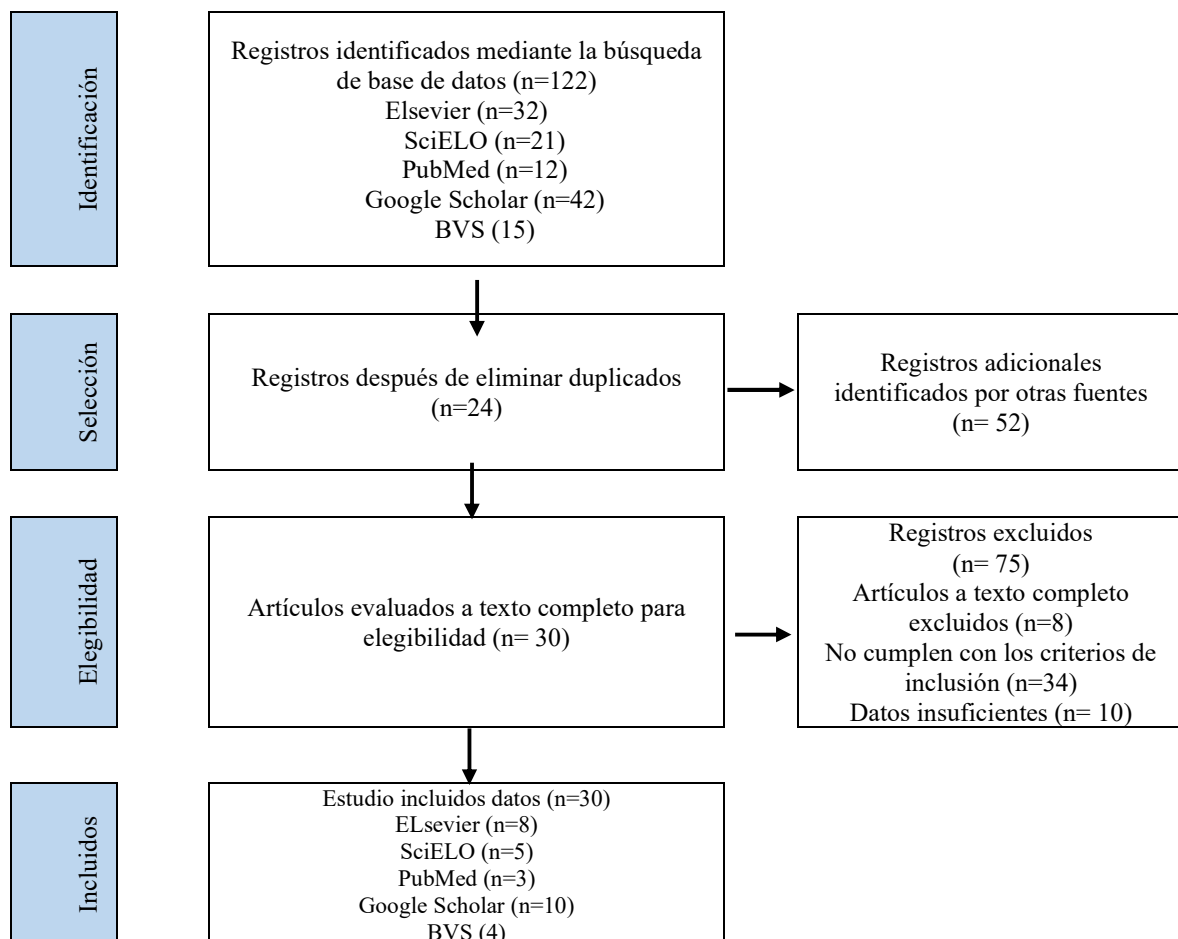 Identificación
Registros identificados mediante la búsqueda
de base de datos (n=122)
Elsevier (n=32)
SciELO (n=21)
PubMed (n=12)
Google Scholar (n=42)
BVS (15)
Selección
Registros después de eliminar duplicados
(n=24)
Registros adicionales
identificados por otras fuentes
(n= 52)
Elegibilidad
Artículos evaluados a texto completo para
elegibilidad (n= 30)
Registros excluidos
(n= 75)
Artículos a texto completo
excluidos (n=8)
No cumplen con los criterios de
inclusión (n=34)
Datos insuficientes (n= 10)
Incluidos
Estudio incluidos datos (n=30)
ELsevier (n=8)
SciELO (n=5)
PubMed (n=3)
Google Scholar (n=10)
BVS (4)